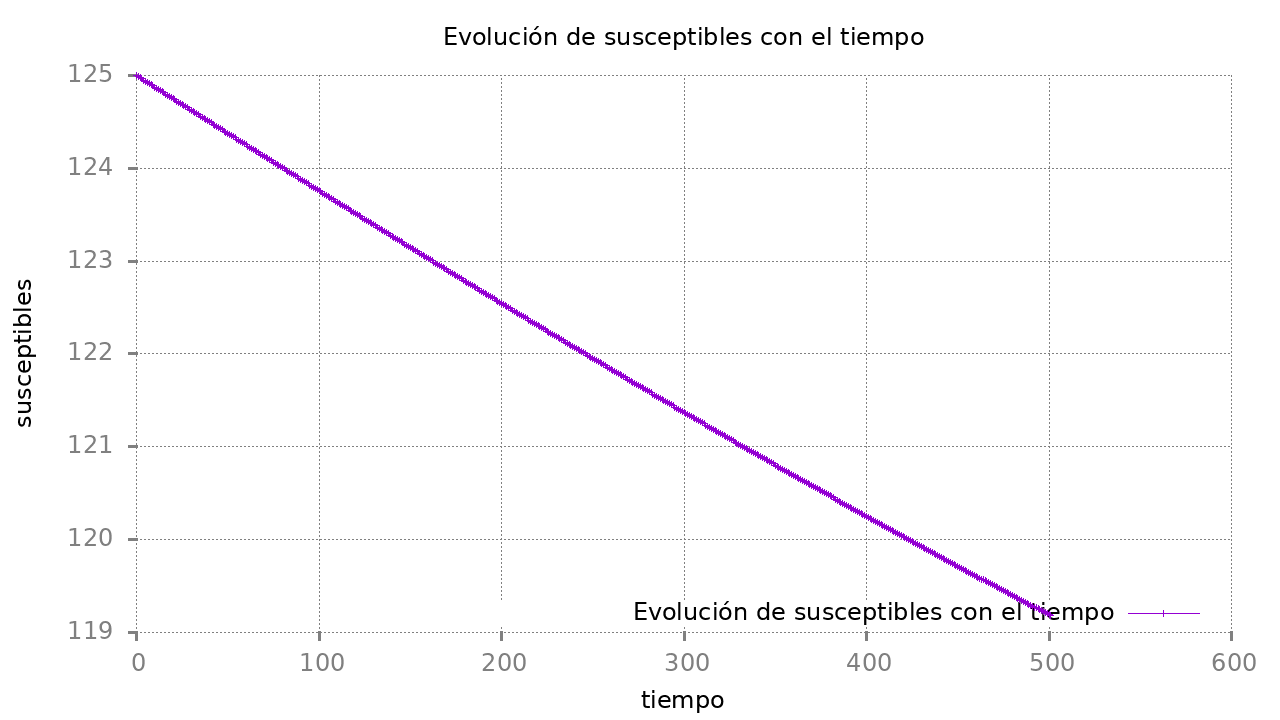 Evolución de susceptibles con el tiempo
125
124
123
122
121
120
119
susceptibles
Evolución de susceptibles con el tiempo
0 100 200 300 400 500 600
tiempo